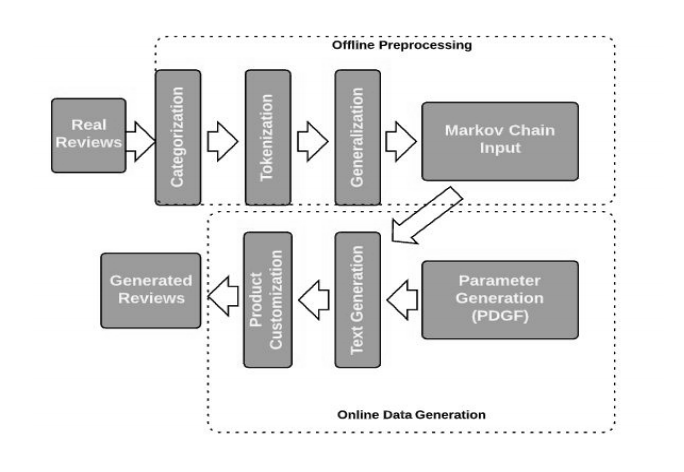 Offline Preprocessing
Real
Reviews
Categorization
Tokenization
Generalization
Markov Chain
Input
Generated
Reviews
Product
Customization
Text Generation
Parameter
Generation
(PDGF)
Online Data Generation